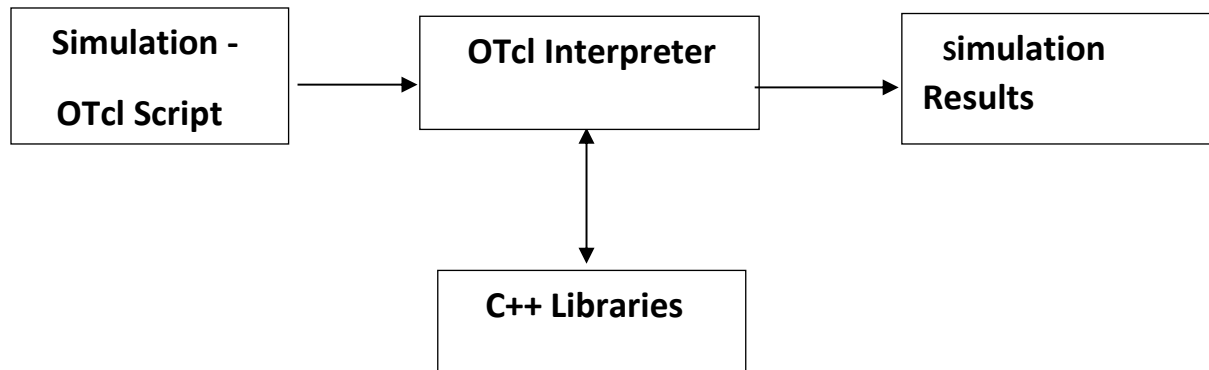 Simulation -
OTcl Script
OTcl Interpreter
simulation
Results
C++ Libraries